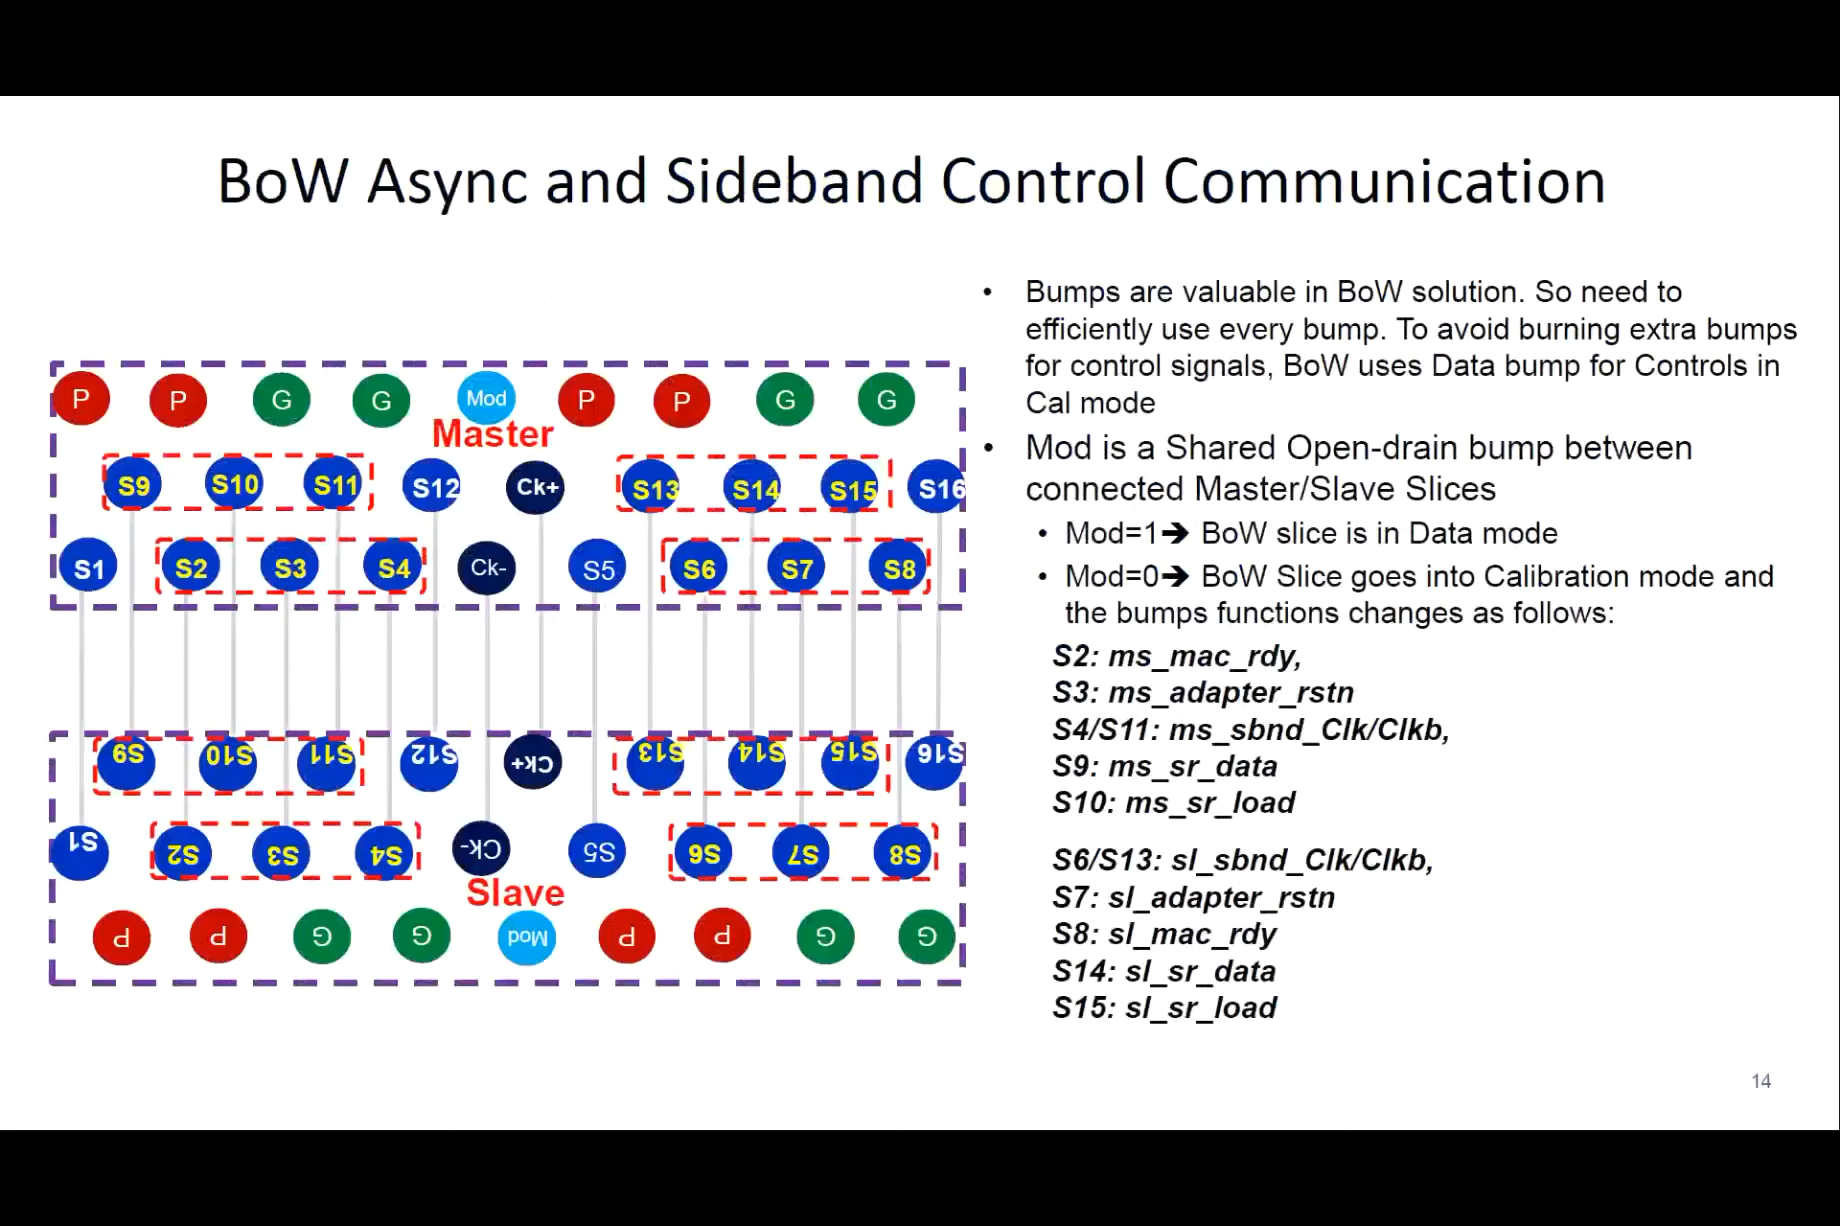 BoW Async and Sideband Control Communication
P P G G Mod P P G G
Master
S9 S10 S11 S12 Ck+ S13 S14 S15 S16
S1 S2 S3 S4 Ck- S5 S6 S7 S8
S9 S10 S11 S12 Ck+ S13 S14 S15 S16
S1 S2 S3 S4 Ck- S5 S6 S7 S8
Slave
P P G G Mod P P G G
• Bumps are valuable in BoW solution. So need to
efficiently use every bump. To avoid burning extra bumps
for control signals, BoW uses Data bump for Controls in
Cal mode
• Mod is a Shared Open-drain bump between
connected Master/Slave Slices
• Mod=1➔ BoW slice is in Data mode
• Mod=0➔ BoW Slice goes into Calibration mode and
the bumps functions changes as follows:
S2: ms_mac_rdy,
S3: ms_adapter_rstn
S4/S11: ms_sbnd_Clk/Clkb,
S9: ms_sr_data
S10: ms_sr_load
S6/S13: sl_sbnd_Clk/Clkb,
S7: sl_adapter_rstn
S8: sl_mac_rdy
S14: sl_sr_data
S15: sl_sr_load
14